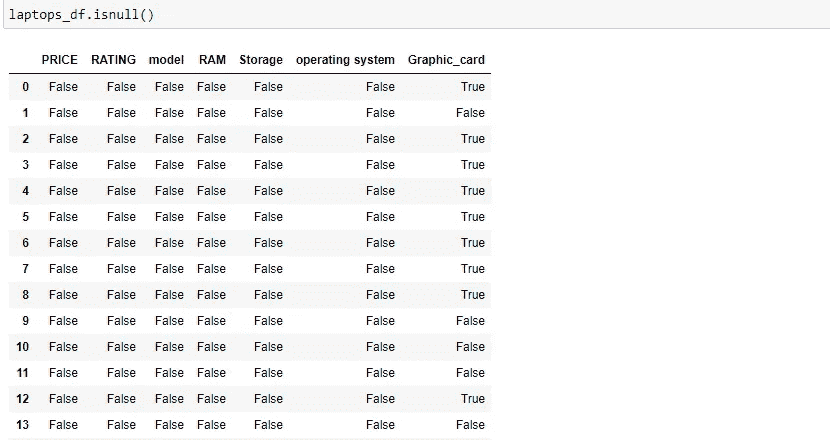 laptops_df.isnull()
PRICE RATING model RAM Storage operating system Graphic_card
0 False False False False False False True
1 False False False False False False False
2 False False False False False False True
3 False False False False False False True
4 False False False False False False True
5 False False False False False False True
6 False False False False False False True
7 False False False False False False True
8 False False False False False False True
9 False False False False False False False
10 False False False False False False False
11 False False False False False False False
12 False False False False False False True
13 False False False False False False False